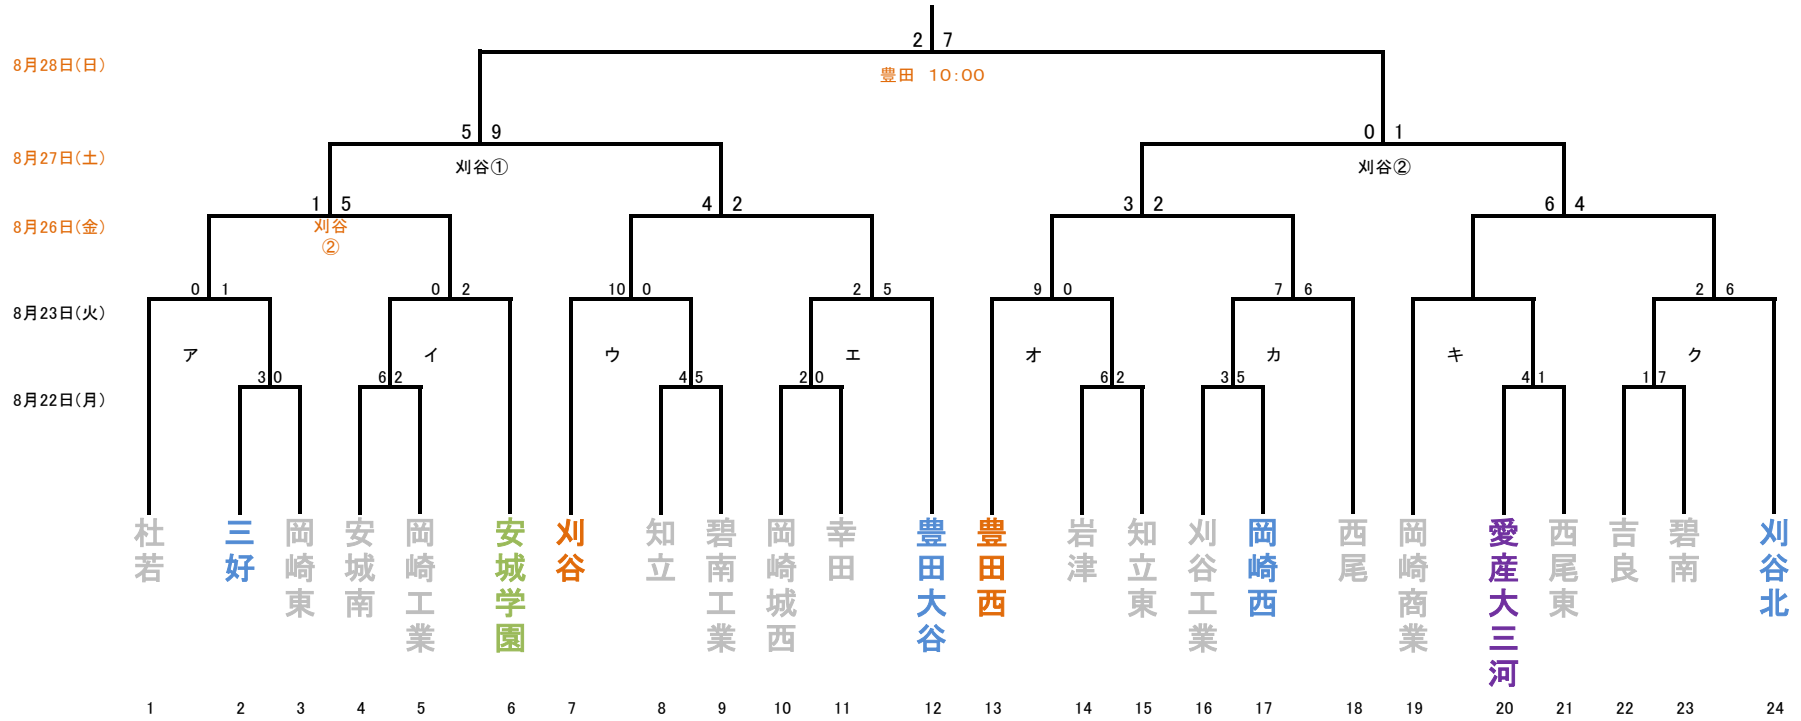 2 7
8月28日(日)
豊田 10:00
5 9
0 1
8月27日(土)
刈谷①
刈谷②
1 5
4 2
3 2
6 4
8月26日(金)
刈谷
②
0 1
0 2
10 0
2 5
9 0
7 6
2 6
8月23日(火)
ア
イ
ウ
エ
オ
カ
キ
ク
3 0
6 2
4 5
2 0
6 2
3 5
4 1
1 7
8月22日(月)
杜若
三好
岡崎東
安城南
岡崎工業
安城学園
刈谷
知立
碧南工業
岡崎城西
幸田
豊田大谷
豊田西
岩津
知立東
刈谷工業
岡崎西
西尾
岡崎商業
愛産大三河
西尾東
吉良
碧南
刈谷北
1 2 3 4 5 6 7 8 9 10 11 12 13 14 15 16 17 18 19 20 21 22 23 24